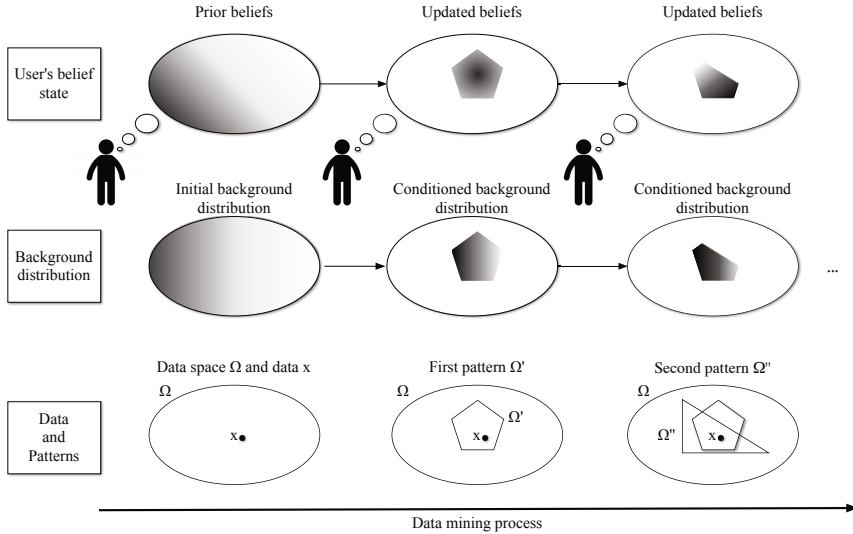 Prior beliefs
Updated beliefs
Updated beliefs
User's belief
state
Initial background
distribution
Conditioned background
distribution
Conditioned background
distribution
Background
distribution
...
Data space Ω and data x
First pattern Ω'
Second pattern Ω"
Ω
Ω
Ω
Data
and
Patterns
x
x
Ω'
Ω"
x
Data mining process